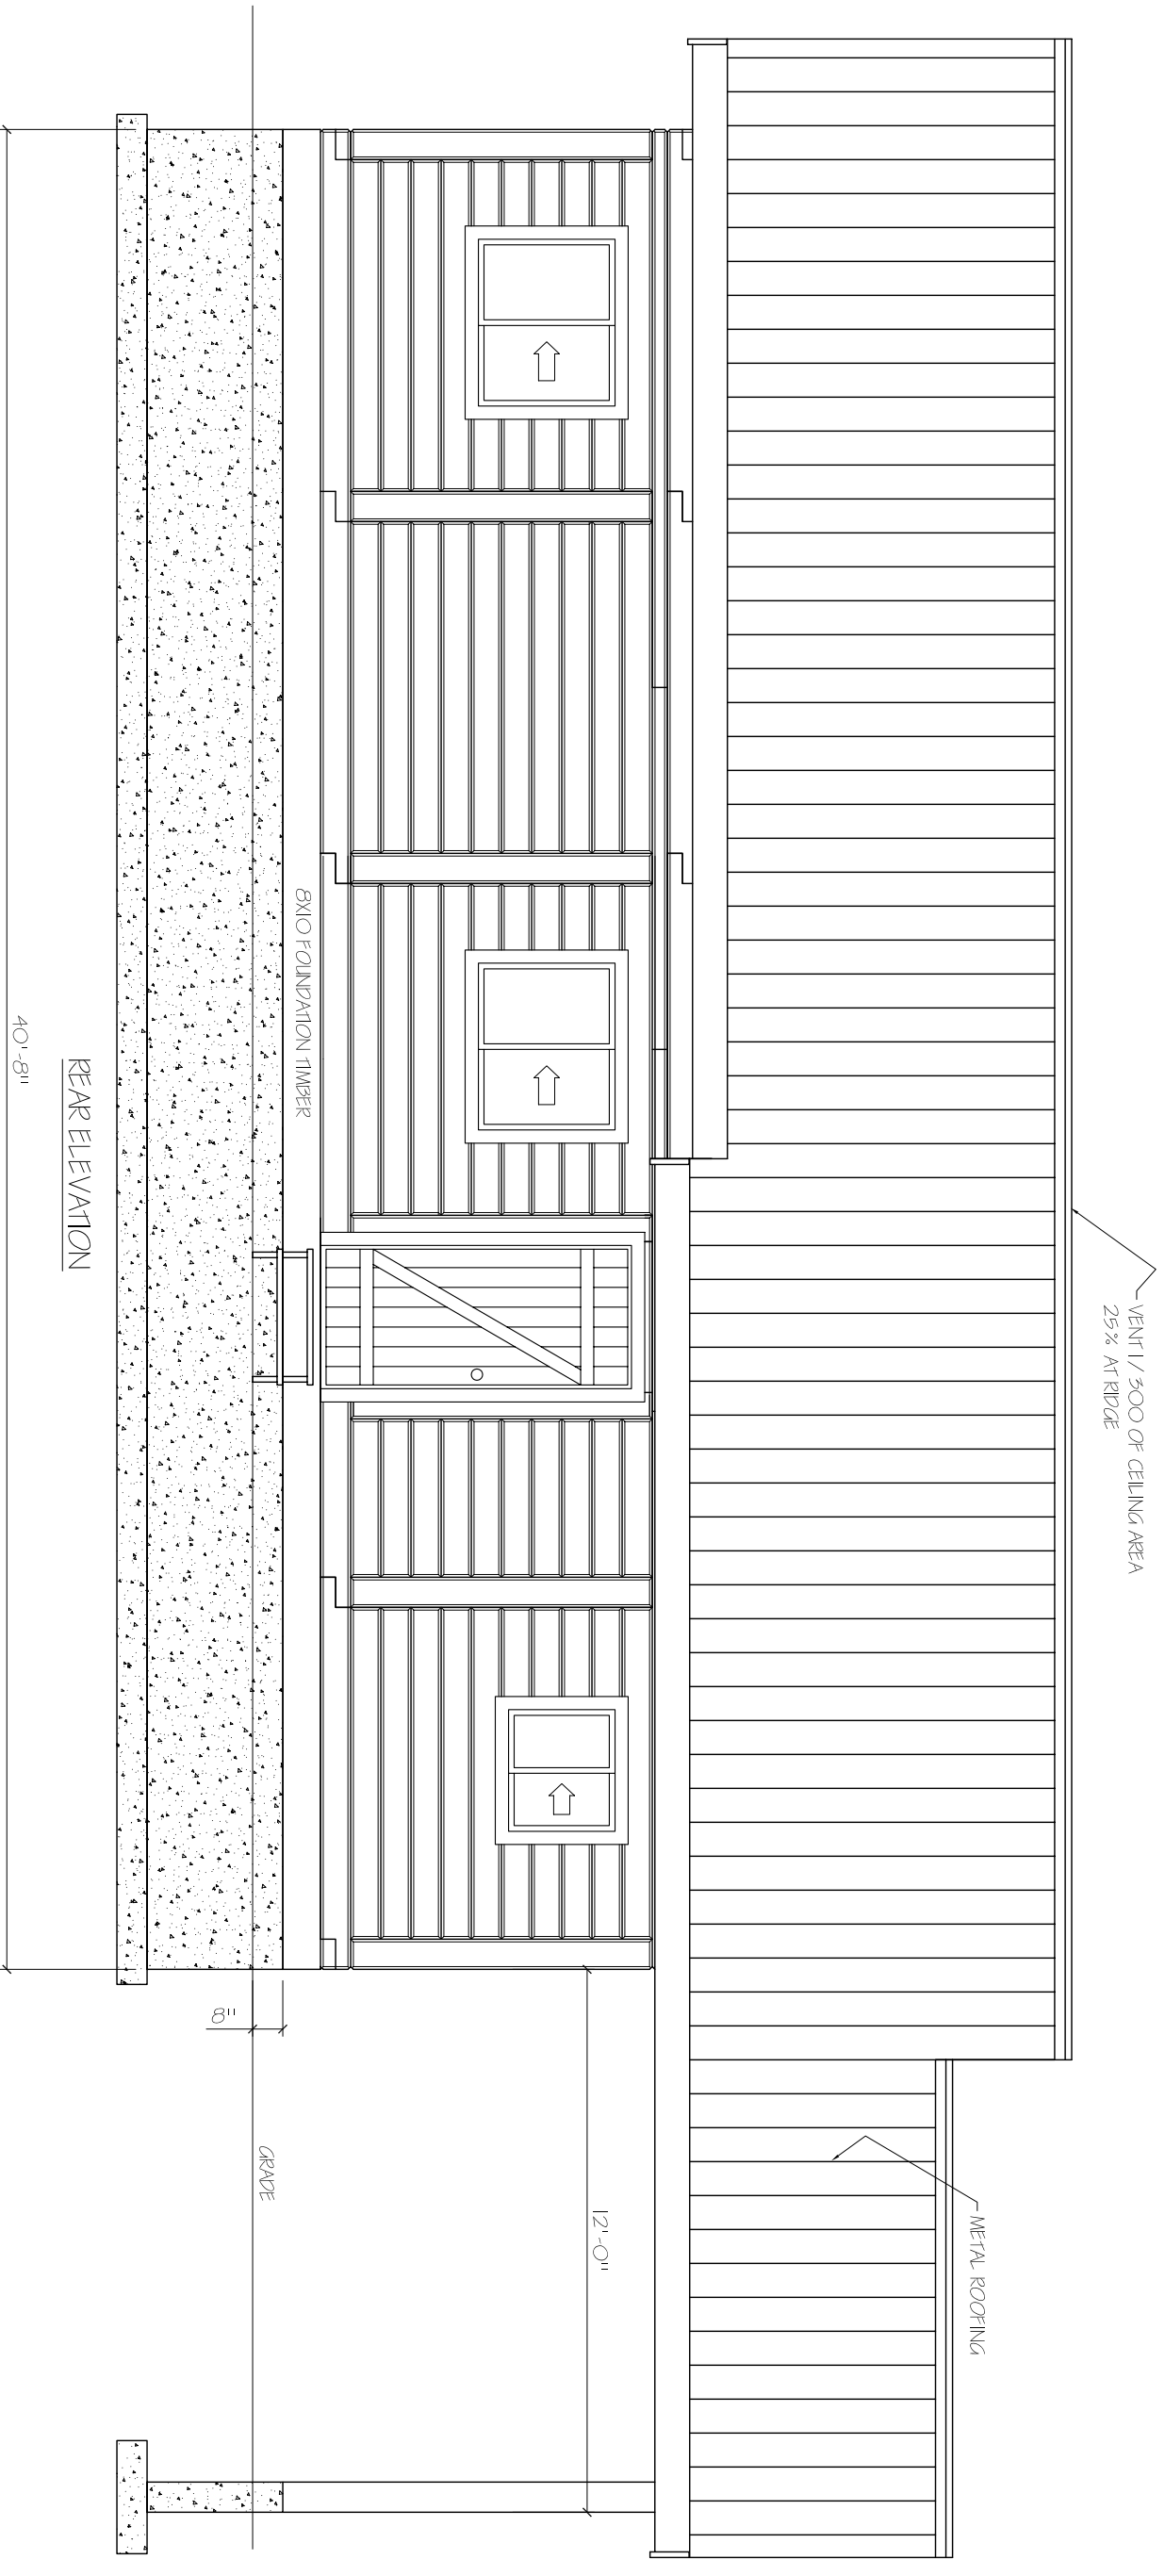 VENT 1/300 OF CEILING AREA
25% AT RIDGE
METAL ROOFING
12'-0"
8X10 FOUNDATION TIMBER
GRADE
8"
REAR ELEVATION
40'-8"